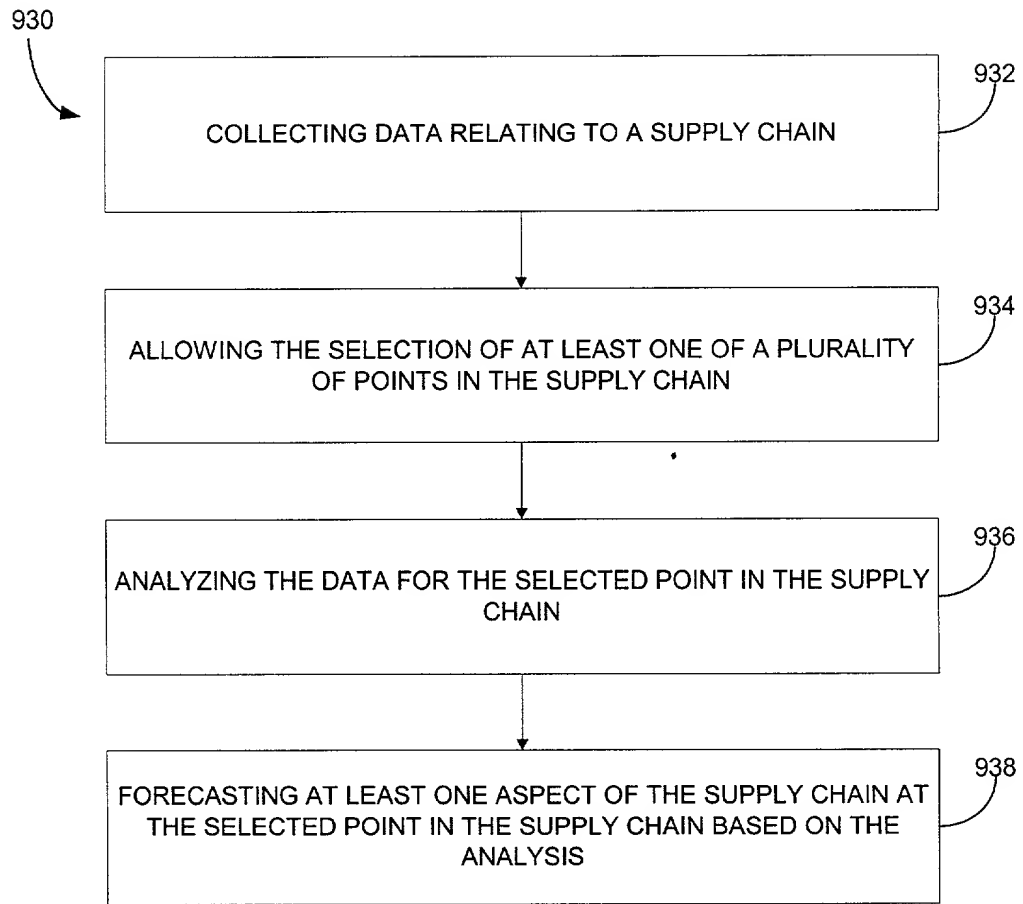 930
932
COLLECTING DATA RELATING TO A SUPPLY CHAIN
934
ALLOWING THE SELECTION OF AT LEAST ONE OF A PLURALITY
OF POINTS IN THE SUPPLY CHAIN
936
ANALYZING THE DATA FOR THE SELECTED POINT IN THE SUPPLY
CHAIN
938
FORECASTING AT LEAST ONE ASPECT OF THE SUPPLY CHAIN AT
THE SELECTED POINT IN THE SUPPLY CHAIN BASED ON THE
ANALYSIS